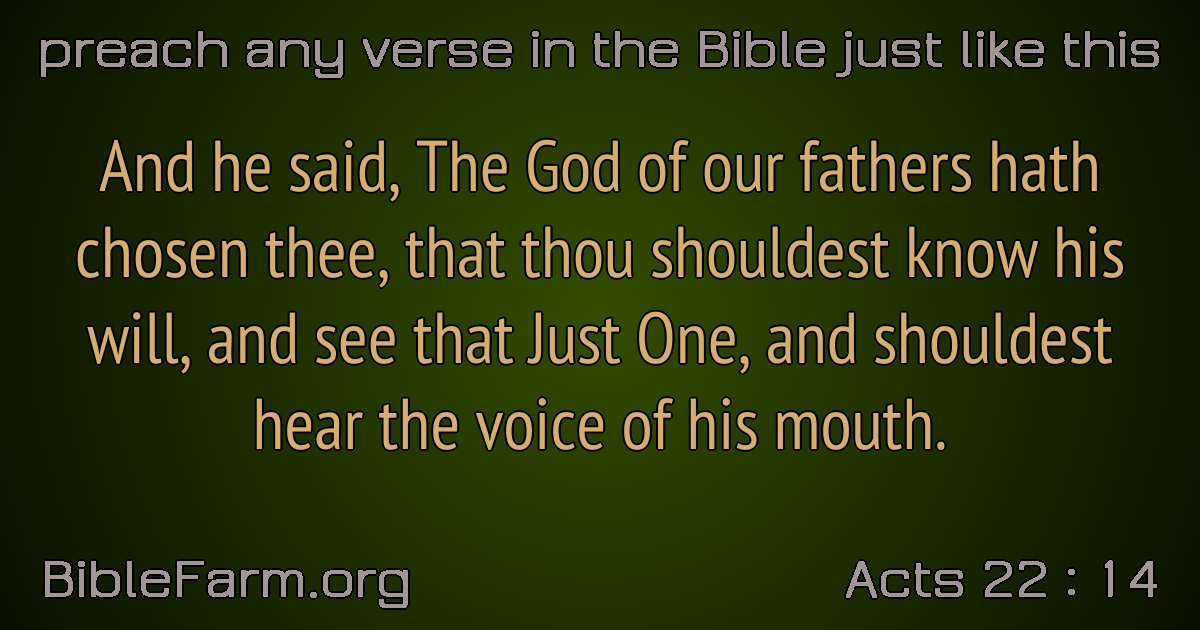 preach any verse in the Bible just like this
And he said, The God of our fathers hath
chosen thee, that thou shouldest know his
will, and see that Just One, and shouldest
hear the voice of his mouth.
BibleFarm.org
Acts 22 : 14